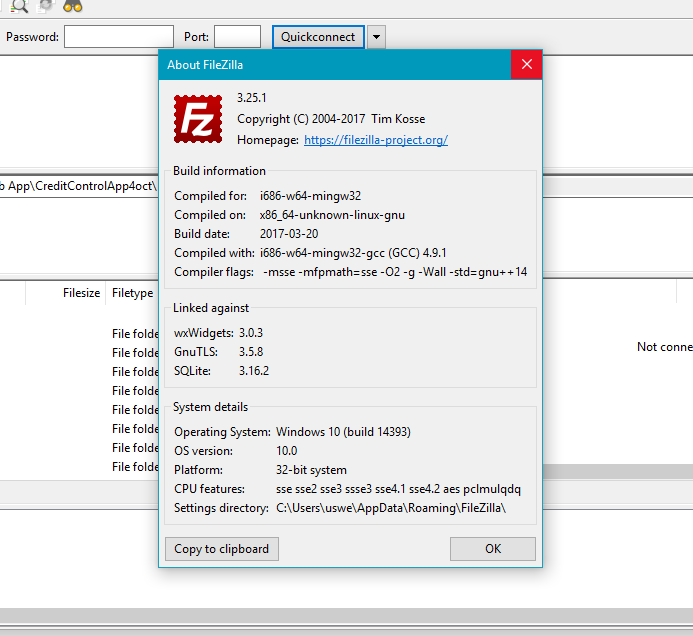 Password: Port: Quickconnect
About FileZilla
Fz
3.25.1
Copyright (C) 2004-2017 Tim Kosse
Homepage: https://filezilla-project.org/
Build information
Compiled for: i686-w64-mingw32
Compiled on: x86_64-unknown-linux-gnu
Build date: 2017-03-20
Compiled with: i686-w64-mingw32-gcc (GCC) 4.9.1
Compiler flags: -msse -mfpmath=sse -O2 -g -Wall -std=gnu++14
Linked against
wxWidgets: 3.0.3
GnuTLS: 3.5.8
SQLite: 3.16.2
System details
Operating System: Windows 10 (build 14393)
OS version: 10.0
Platform: 32-bit system
CPU features: sse sse2 sse3 ssse3 sse4.1 sse4.2 aes pclmulqdq
Settings directory: C:\Users\uswe\AppData\Roaming\FileZilla\
Copy to clipboard OK
b App\CreditControlApp4oct\
Filesize Filetype
File folde
File folde
File folde
File folde
File folde
File folde
File folde
File folde
Not conne